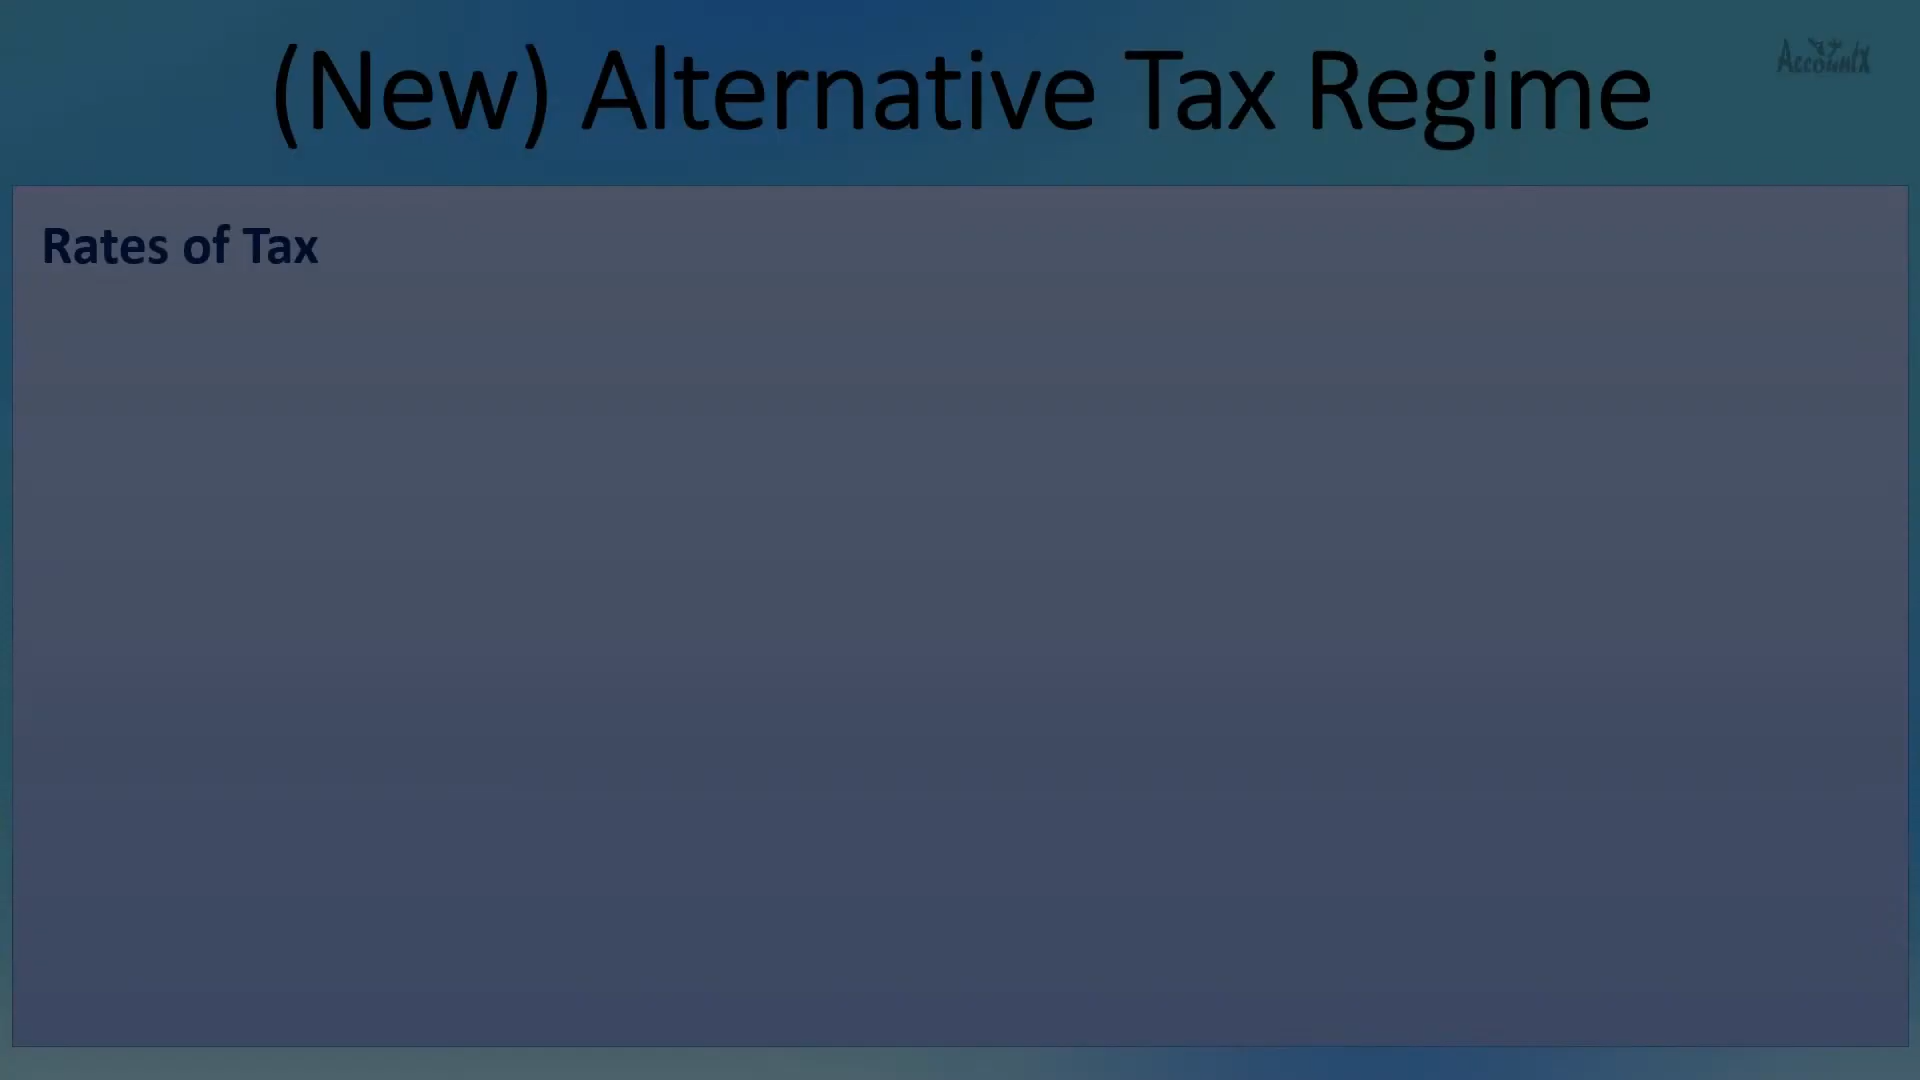 (New) Alternative Tax Regime
AccountX
Rates of Tax